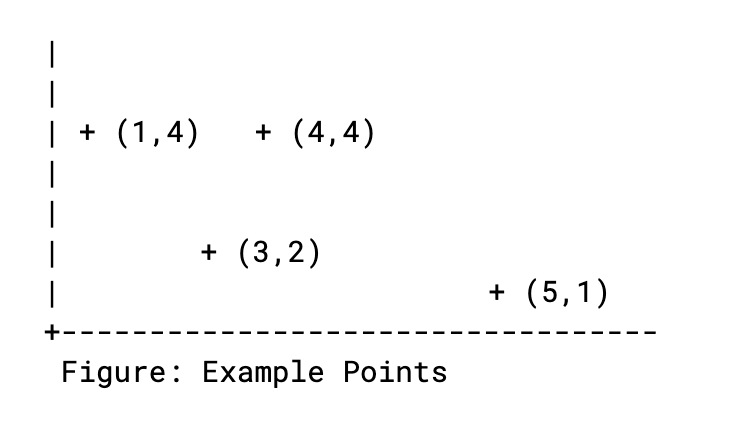 |
|
| + (1,4)   + (4,4)
|
|
|        + (3,2)
|                        + (5,1)
+----------------------------------
Figure: Example Points